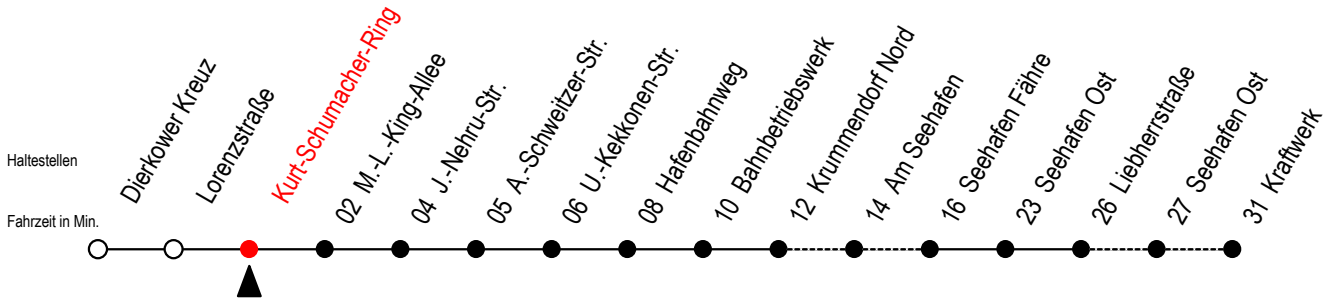 Haltestellen
Fahrzeit in Min.
Dierkower Kreuz
Lorenzstraße
Kurt-Schumacher-Ring
02 M.-L.-King-Allee
04 J.-Nehru-Str.
05 A.-Schweitzer-Str.
06 U.-Kekkonen-Str.
08 Hafenbahnweg
10 Bahnbetriebswerk
12 Krummendorf Nord
14 Am Seehafen
16 Seehafen Fähre
23 Seehafen Ost
26 Liebherrstraße
27 Seehafen Ost
31 Kraftwerk